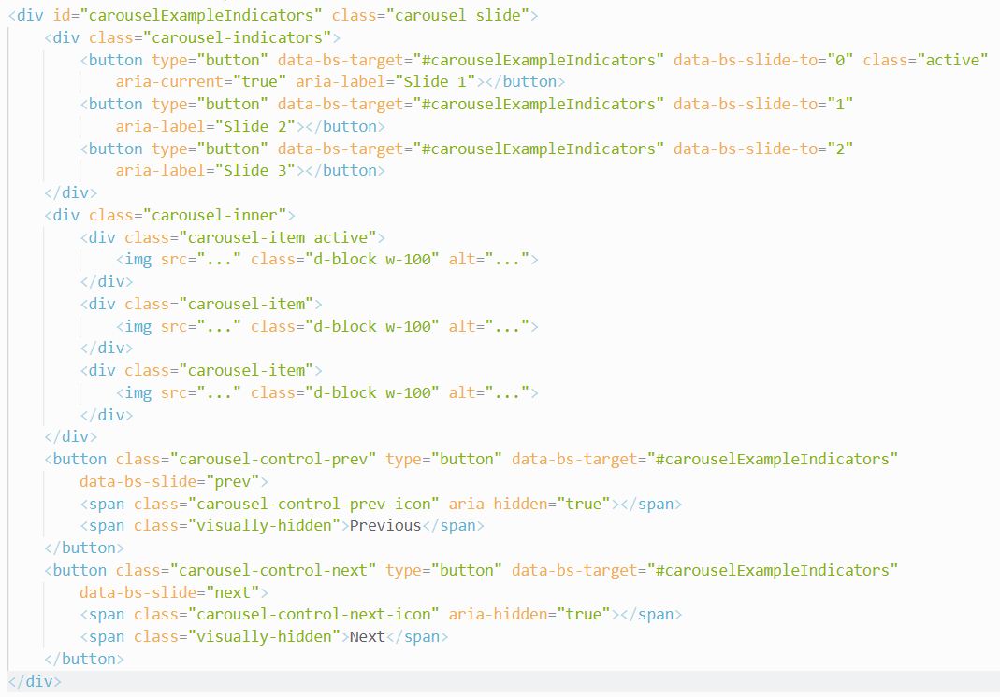 <div id="carouselExampleIndicators" class="carousel slide">
    <div class="carousel-indicators">
        <button type="button" data-bs-target="#carouselExampleIndicators" data-bs-slide-to="0" class="active"
            aria-current="true" aria-label="Slide 1"></button>
        <button type="button" data-bs-target="#carouselExampleIndicators" data-bs-slide-to="1"
            aria-label="Slide 2"></button>
        <button type="button" data-bs-target="#carouselExampleIndicators" data-bs-slide-to="2"
            aria-label="Slide 3"></button>
    </div>
    <div class="carousel-inner">
        <div class="carousel-item active">
            <img src="..." class="d-block w-100" alt="...">
        </div>
        <div class="carousel-item">
            <img src="..." class="d-block w-100" alt="...">
        </div>
        <div class="carousel-item">
            <img src="..." class="d-block w-100" alt="...">
        </div>
    </div>
    <button class="carousel-control-prev" type="button" data-bs-target="#carouselExampleIndicators"
        data-bs-slide="prev">
        <span class="carousel-control-prev-icon" aria-hidden="true"></span>
        <span class="visually-hidden">Previous</span>
    </button>
    <button class="carousel-control-next" type="button" data-bs-target="#carouselExampleIndicators"
        data-bs-slide="next">
        <span class="carousel-control-next-icon" aria-hidden="true"></span>
        <span class="visually-hidden">Next</span>
    </button>
</div>